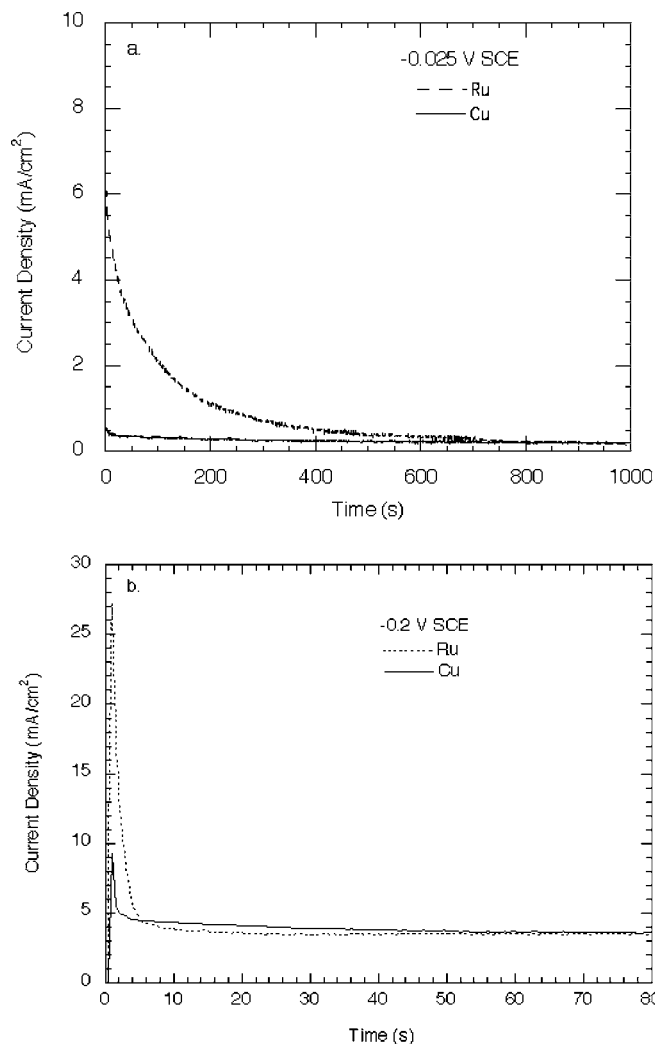 10
a.
-0.025 V SCE
Ru
8
Cu
6
4
2
0
0 200 400 600 800 1000
Current Density (mA/cm²)
Time (s)
30
b.
-0.2 V SCE
25
Ru
Cu
20
15
10
5
0
0 10 20 30 40 50 60 70 80
Current Density (mA/cm²)
Time (s)